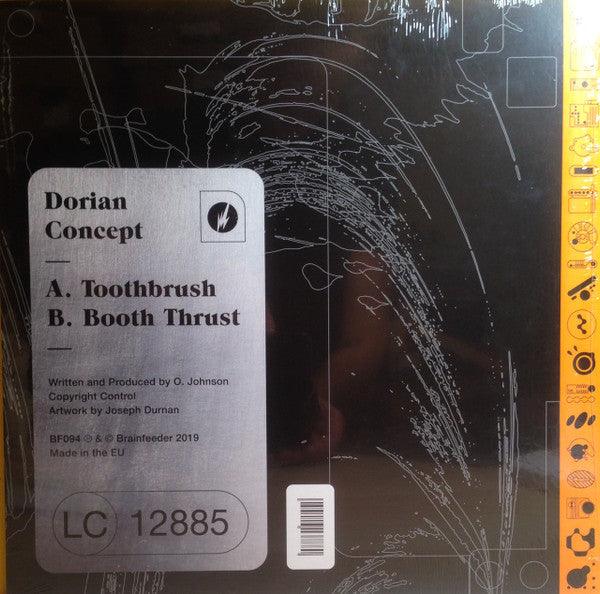 Dorian
Concept
A. Toothbrush
B. Booth Thrust
Written and Produced by O. Johnson
Copyright Control
Artwork by Joseph Durnan
BF094 ℗ & © Brainfeeder 2019
Made in the EU
LC 12885